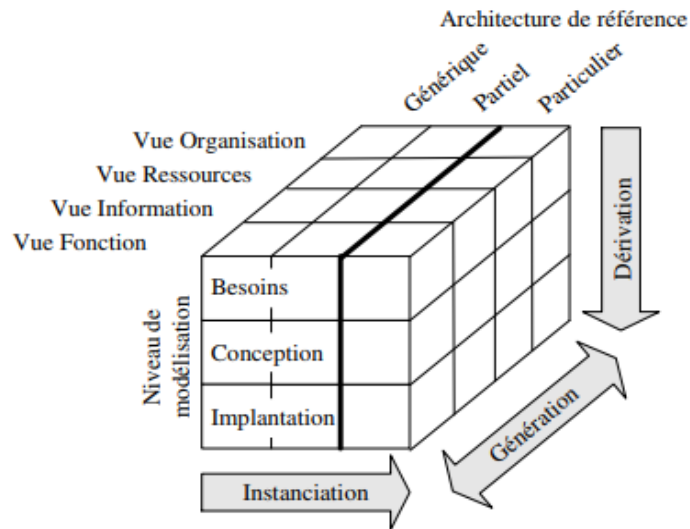 Architecture de référence
Générique
Partiel
Particulier
Vue Organisation
Vue Ressources
Vue Information
Vue Fonction
Niveau de
modélisation
Besoins
Conception
Implantation
Dérivation
Génération
Instanciation